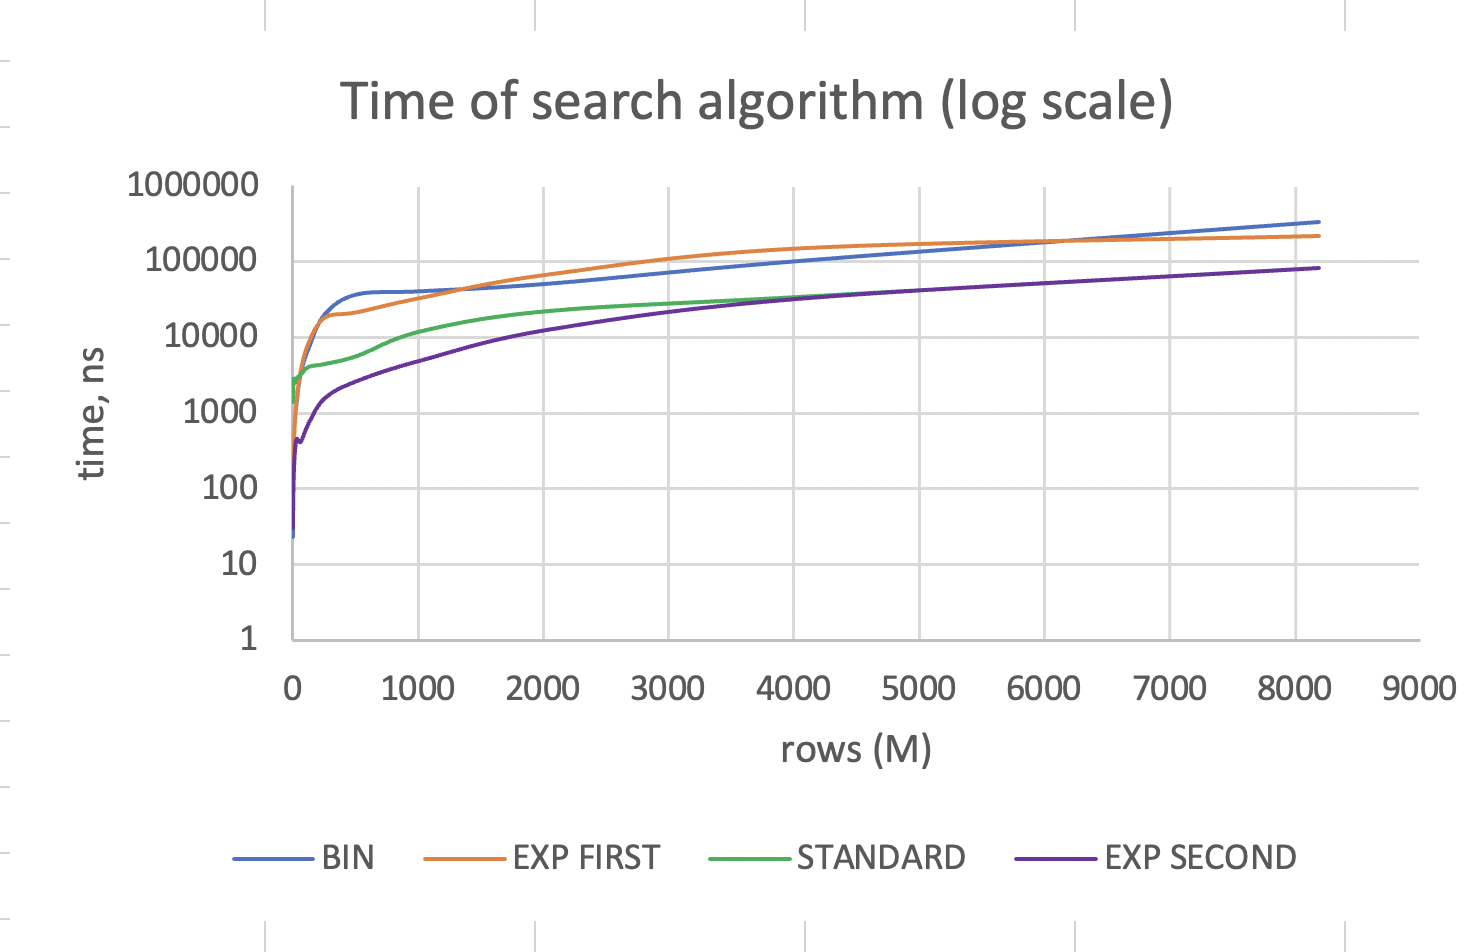 Time of search algorithm (log scale)
1000000
100000
10000
1000
100
10
1
time, ns
0 1000 2000 3000 4000 5000 6000 7000 8000 9000
rows (M)
BIN EXP FIRST STANDARD EXP SECOND